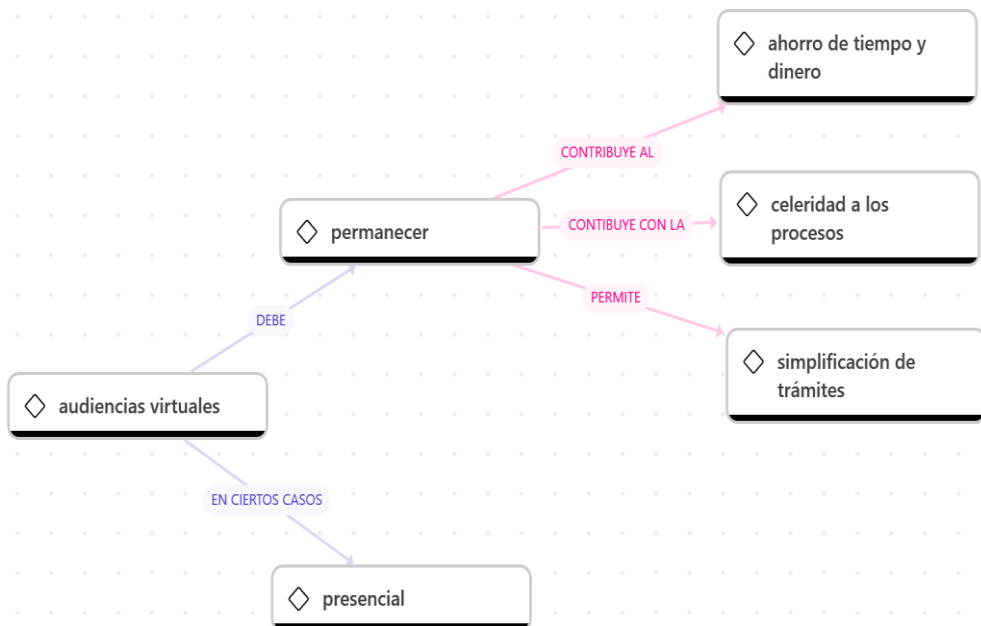 ahorro de tiempo y
dinero
CONTRIBUYE AL
celeridad a los
procesos
CONTIBUYE CON LA
permanecer
PERMITE
DEBE
simplificación de
trámites
audiencias virtuales
EN CIERTOS CASOS
presencial